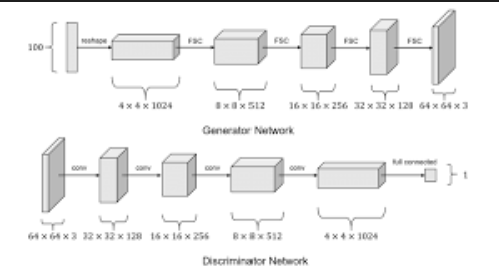 100 reshape FSC FSC FSC FSC
4 x 4 x 1024 8 x 8 x 512 16 x 16 x 256 32 x 32 x 128 64 x 64 x 3
Generator Network
conv conv conv conv full connected 1
64 x 64 x 3 32 x 32 x 128 16 x 16 x 256 8 x 8 x 512 4 x 4 x 1024
Discriminator Network